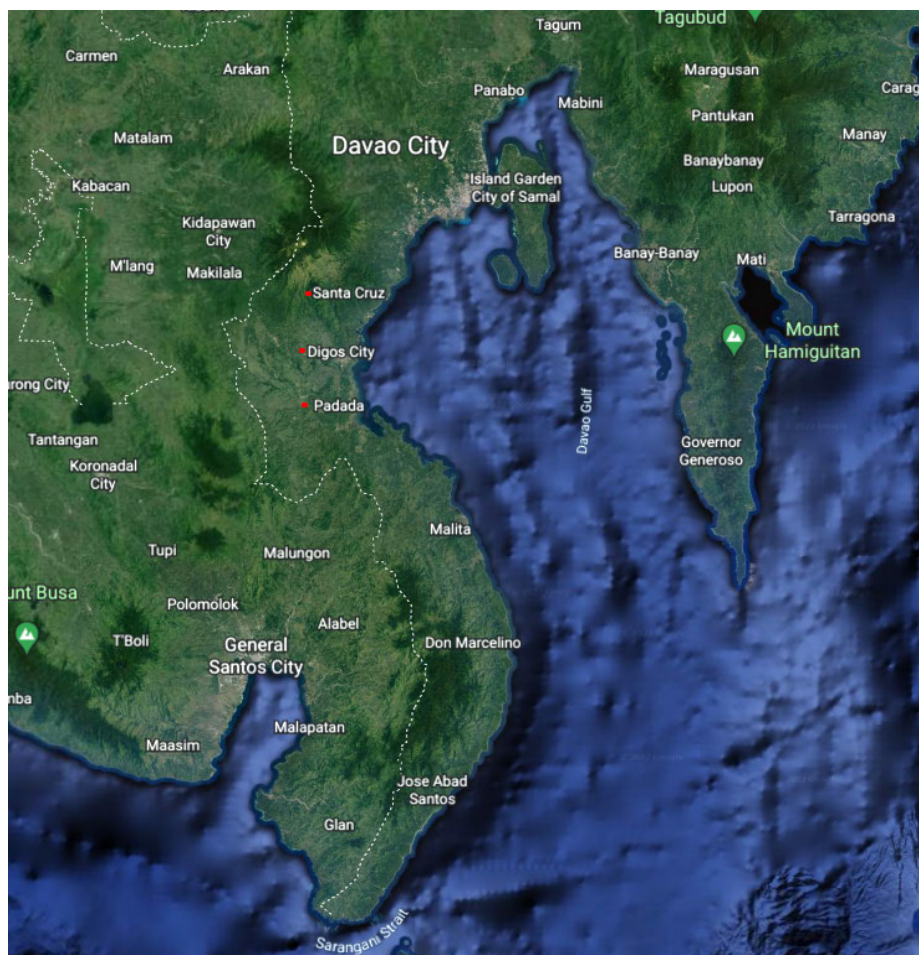 Tagubud
Tagum
Carmen
Arakan
Maragusan
Panabo
Mabini
Pantukan
Matalam
Davao City
Manay
Banaybanay
Island Garden
City of Samal
Kabacan
Lupon
Kidapawan
City
Tarragona
Banay-Banay
Mati
M'lang
Makilala
Santa Cruz
Mount
Hamiguitan
Digos City
urong City
Padada
Davao Gulf
Tantangan
Governor
Generoso
Koronadal
City
Malita
Tupi
Malungon
unt Busa
Polomolok
Alabel
T'Boli
General
Santos City
Don Marcelino
mba
Malapatan
Maasim
Jose Abad
Santos
Glan
Sarangani Strait